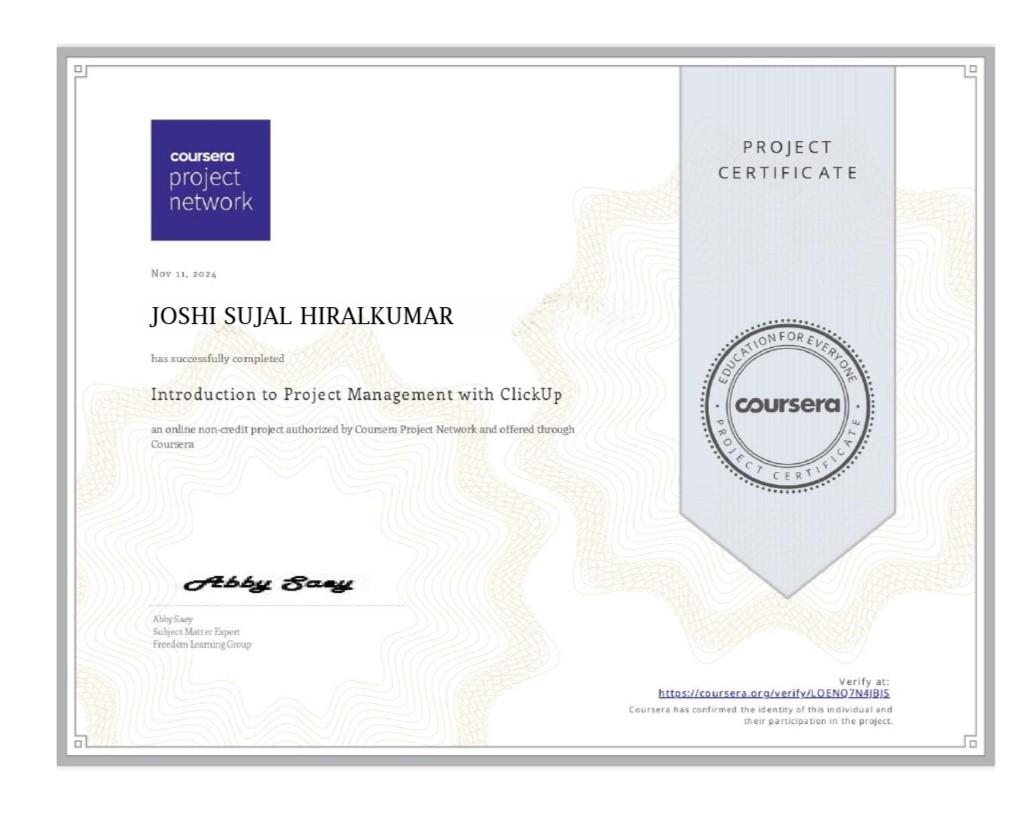 coursera
project
network
PROJECT
CERTIFICATE
Nov 11, 2024
JOSHI SUJAL HIRALKUMAR
has successfully completed
Introduction to Project Management with ClickUp
an online non-credit project authorized by Coursera Project Network and offered through
Coursera
EDUCATION FOR EVERYONE
coursera
PROJECT CERTIFICATE
Abby Saey
Abby Saey
Subject Matter Expert
Freedom Learning Group
Verify at:
https://coursera.org/verify/LOENQ7N4JBJS
Coursera has confirmed the identity of this individual and
their participation in the project.